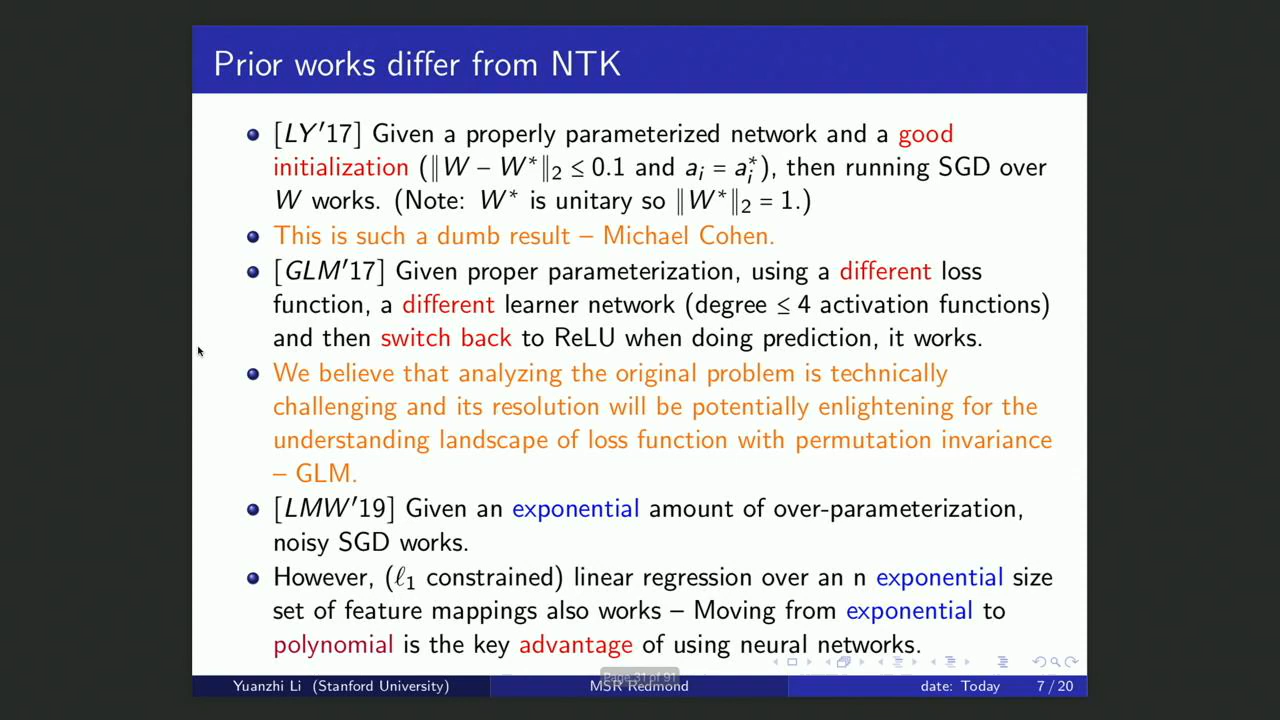 Prior works differ from NTK
[LY′17] Given a properly parameterized network and a good
initialization (‖W − W*‖₂ ≤ 0.1 and aᵢ = aᵢ*), then running SGD over
W works. (Note: W* is unitary so ‖W*‖₂ = 1.)
This is such a dumb result – Michael Cohen.
[GLM′17] Given proper parameterization, using a different loss
function, a different learner network (degree ≤ 4 activation functions)
and then switch back to ReLU when doing prediction, it works.
We believe that analyzing the original problem is technically
challenging and its resolution will be potentially enlightening for the
understanding landscape of loss function with permutation invariance
– GLM.
[LMW′19] Given an exponential amount of over-parameterization,
noisy SGD works.
However, (ℓ₁ constrained) linear regression over an n exponential size
set of feature mappings also works – Moving from exponential to
polynomial is the key advantage of using neural networks.
Page 31 of 91
Yuanzhi Li (Stanford University) MSR Redmond date: Today 7 / 20